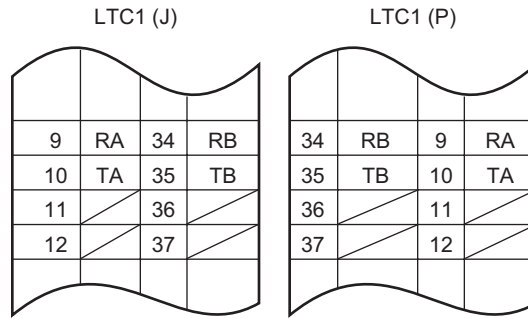 LTC1 (J)
9 RA 34 RB
10 TA 35 TB
11 36
12 37
LTC1 (P)
34 RB 9 RA
35 TB 10 TA
36 11
37 12